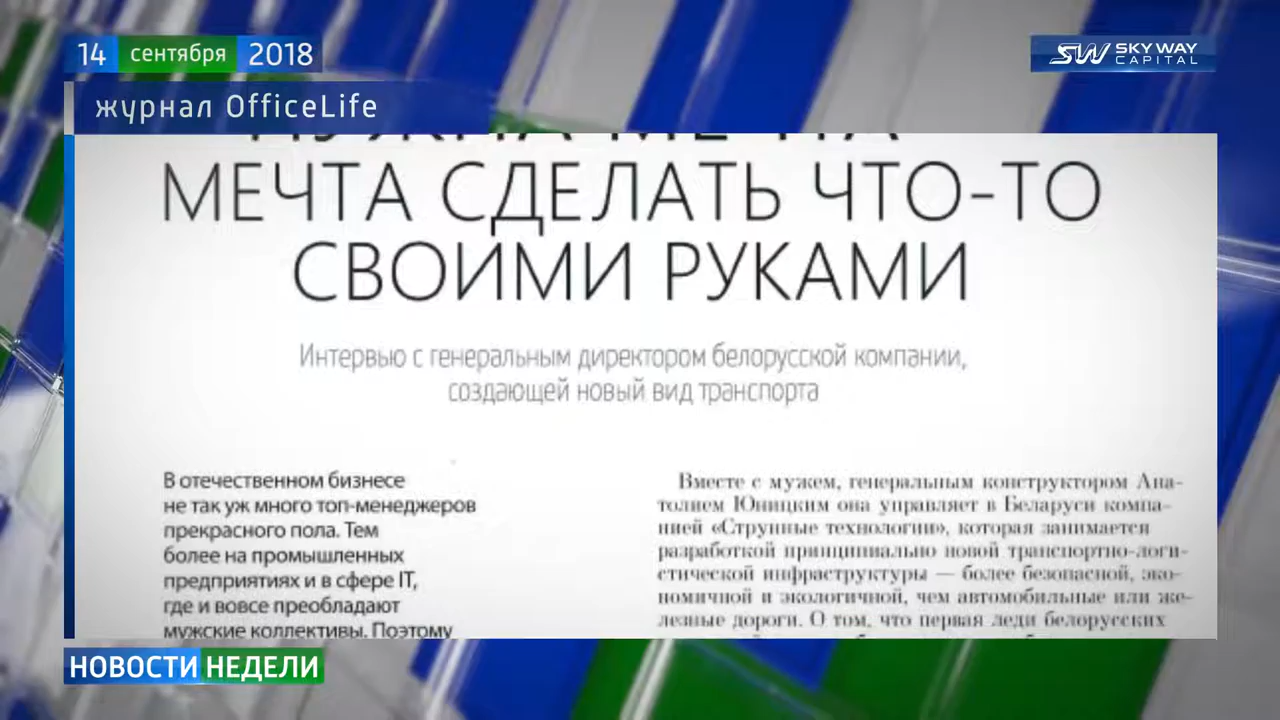 14 сентября 2018
SW SKY WAY
CAPITAL
журнал OfficeLife
МЕЧТА СДЕЛАТЬ ЧТО-ТО
СВОИМИ РУКАМИ
Интервью с генеральным директором белорусской компании,
создающей новый вид транспорта
В отечественном бизнесе
не так уж много топ-менеджеров
прекрасного пола. Тем
более на промышленных
предприятиях и в сфере IT,
где и вовсе преобладают
мужские коллективы. Поэтому
Вместе с мужем, генеральным конструктором Ана-
толием Юницким она управляет в Беларуси компа-
нией «Струнные технологии», которая занимается
разработкой принципиально новой транспортно-логи-
стической инфраструктуры — более безопасной, эко-
номичной и экологичной, чем автомобильные или же-
лезные дороги. О том, что первая леди белорусских
НОВОСТИ НЕДЕЛИ